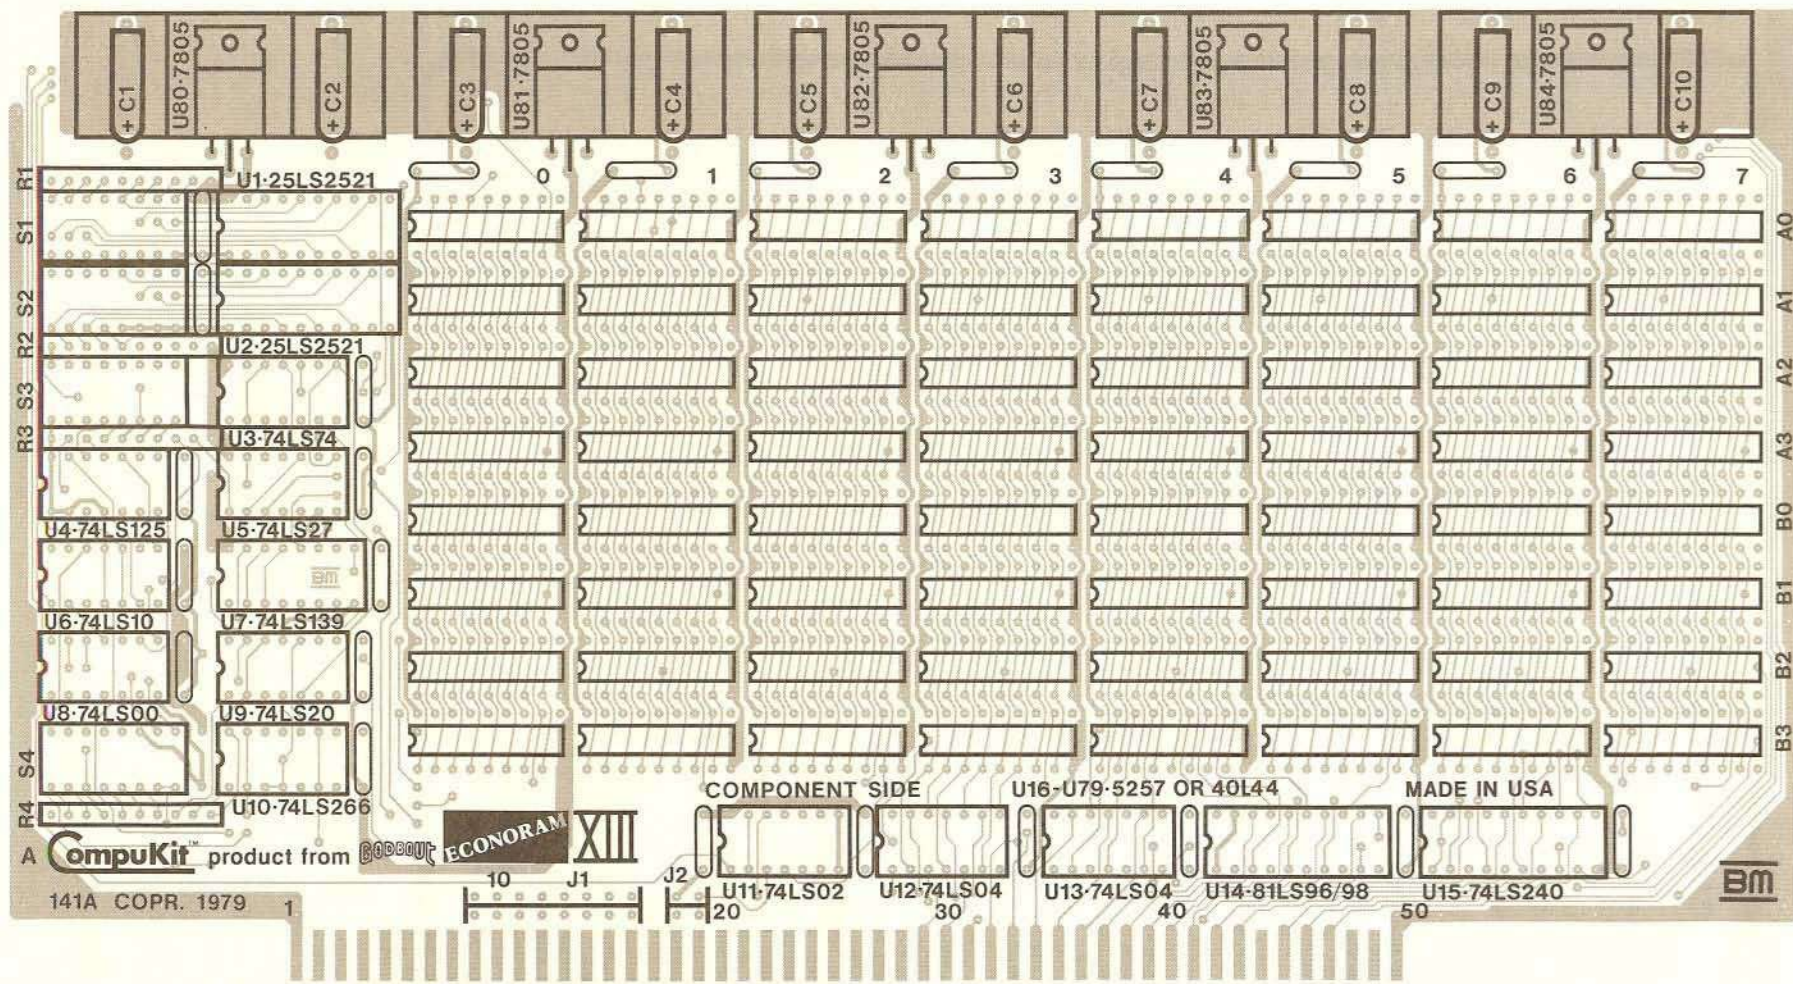 +C1
U80·7805
+C2
+C3
U81·7805
+C4
+C5
U82·7805
+C6
+C7
U83·7805
+C8
+C9
U84·7805
+C10
R1
U1·25LS2521
0
1
2
3
4
5
6
7
S1
A0
S2
A1
R2
U2·25LS2521
S3
A2
R3
U3·74LS74
A3
U4·74LS125
U5·74LS27
B0
BM
B1
U6·74LS10
U7·74LS139
B2
U8·74LS00
U9·74LS20
B3
S4
R4
U10·74LS266
COMPONENT SIDE
U16-U79·5257 OR 40L44
MADE IN USA
A CompuKit™ product from GODBOUT ECONORAM XIII
10
J1
J2
U11·74LS02
U12·74LS04
U13·74LS04
U14·81LS96/98
U15·74LS240
BM
141A COPR. 1979
1
20
30
40
50